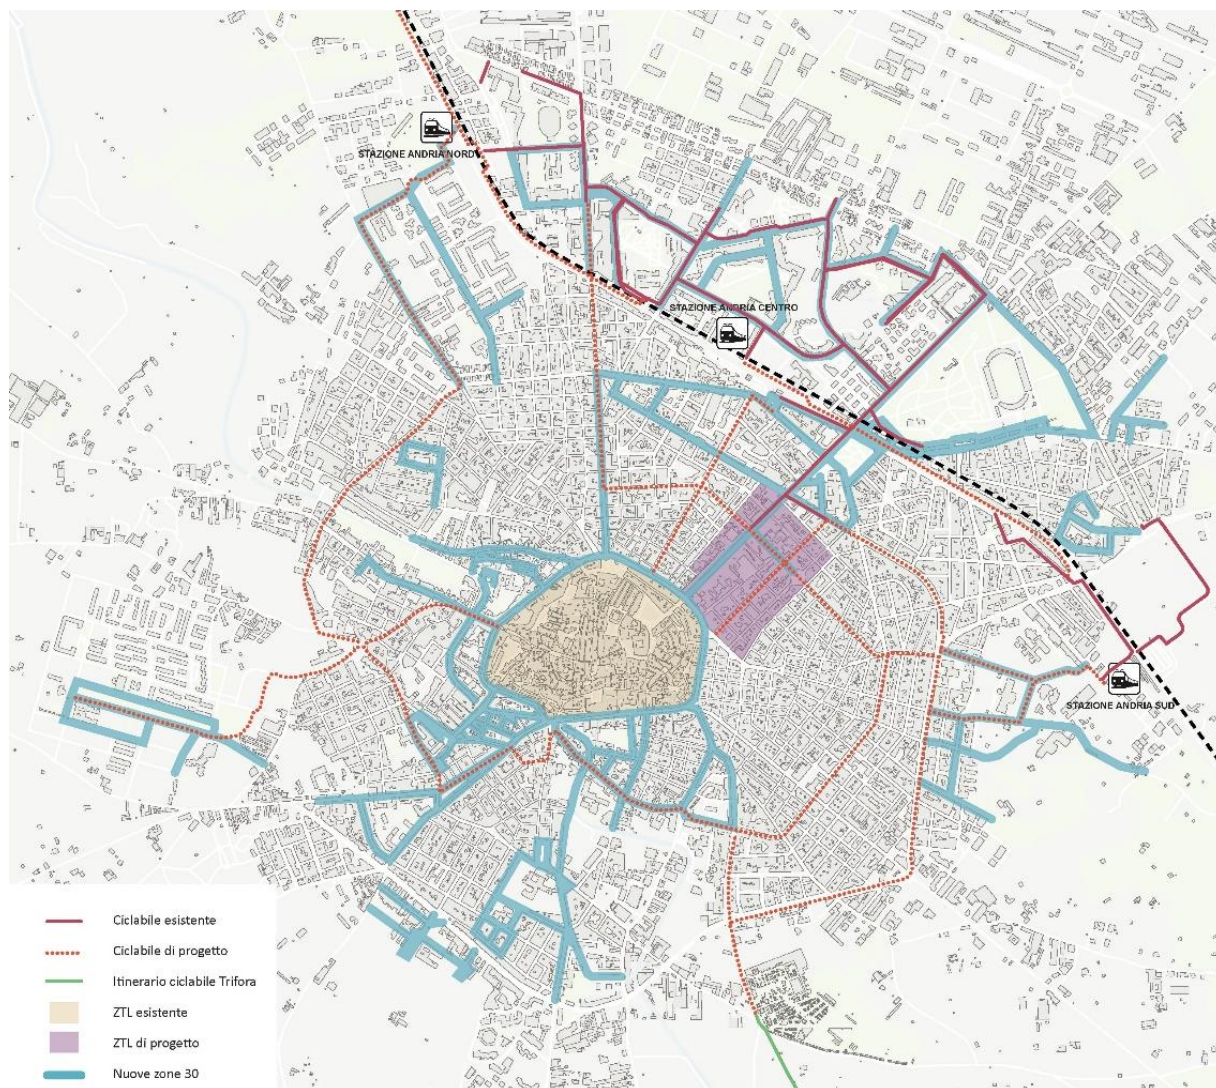 STAZIONE ANDRIA NORD
STAZIONE ANDRIA CENTRO
STAZIONE ANDRIA SUD
Ciclabile esistente
Ciclabile di progetto
Itinerario ciclabile Trifora
ZTL esistente
ZTL di progetto
Nuove zone 30